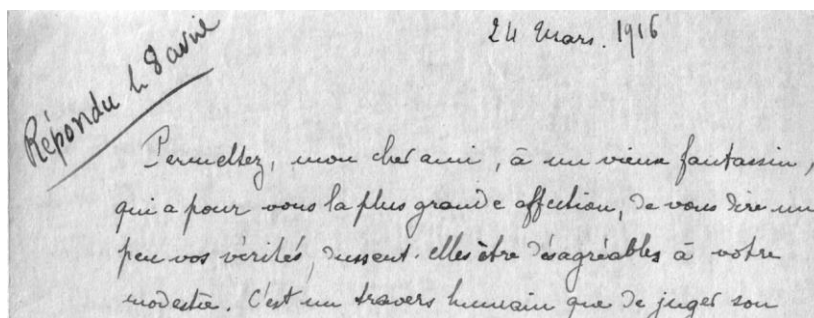 24 Mars. 1916
Répondu le 8 avril
Permettez, mon cher ami, à un vieux fantassin,
qui a pour vous la plus grande affection, de vous dire un
peu vos vérités, dussent-elles être désagréables à votre
modestie. C'est un travers humain que de juger son